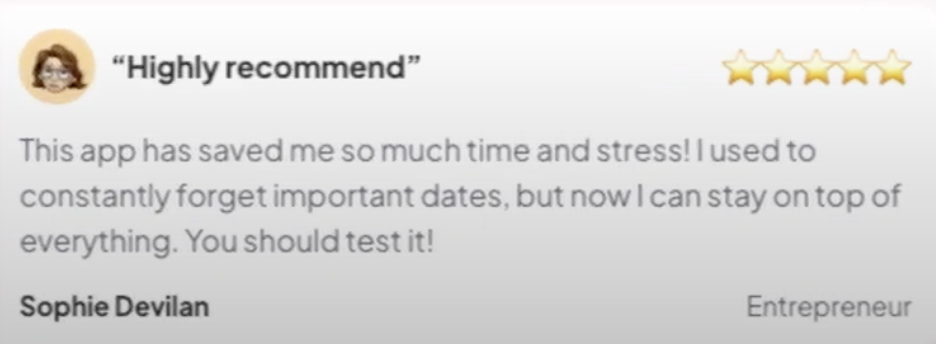 “Highly recommend”
This app has saved me so much time and stress! I used to
constantly forget important dates, but now I can stay on top of
everything. You should test it!
Sophie Devilan
Entrepreneur